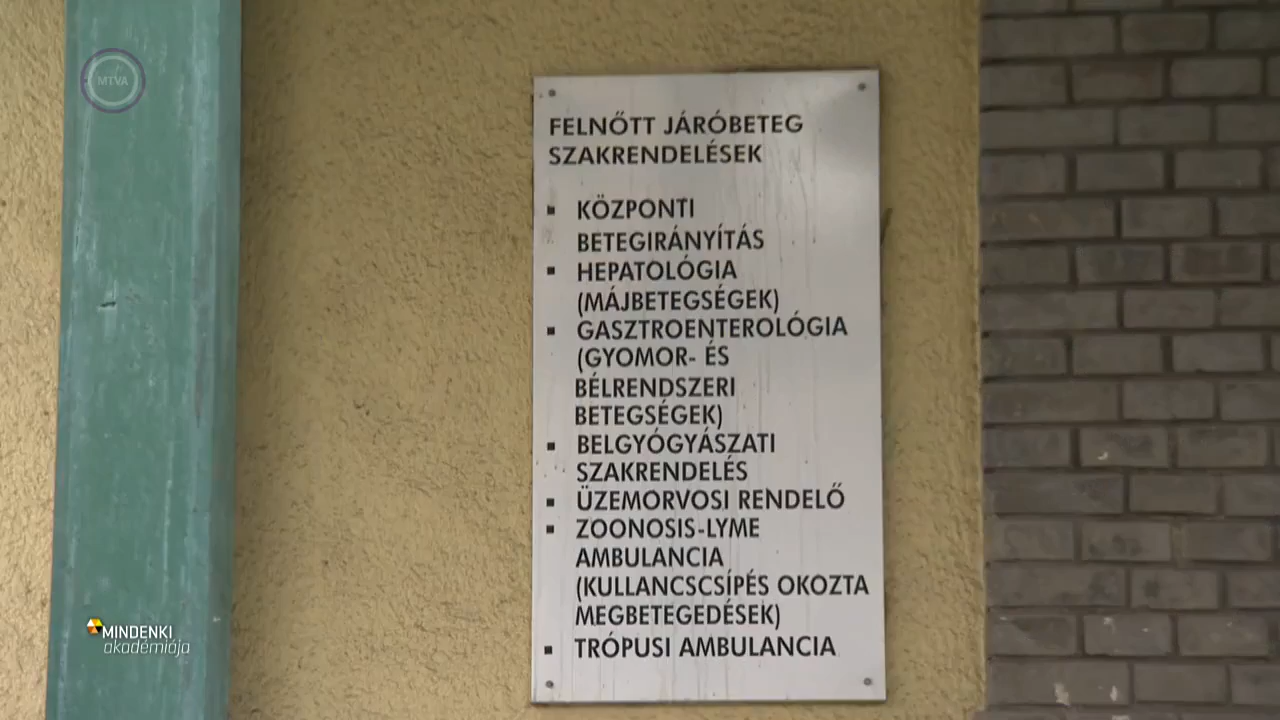 MTVA
FELNŐTT JÁRÓBETEG
SZAKRENDELÉSEK
▪ KÖZPONTI
BETEGIRÁNYÍTÁS
▪ HEPATOLÓGIA
(MÁJBETEGSÉGEK)
▪ GASZTROENTEROLÓGIA
(GYOMOR- ÉS
BÉLRENDSZERI
BETEGSÉGEK)
▪ BELGYÓGYÁSZATI
SZAKRENDELÉS
▪ ÜZEMORVOSI RENDELŐ
▪ ZOONOSIS-LYME
AMBULANCIA
(KULLANCSCSÍPÉS OKOZTA
MEGBETEGEDÉSEK)
▪ TRÓPUSI AMBULANCIA
MINDENKI
akadémiája